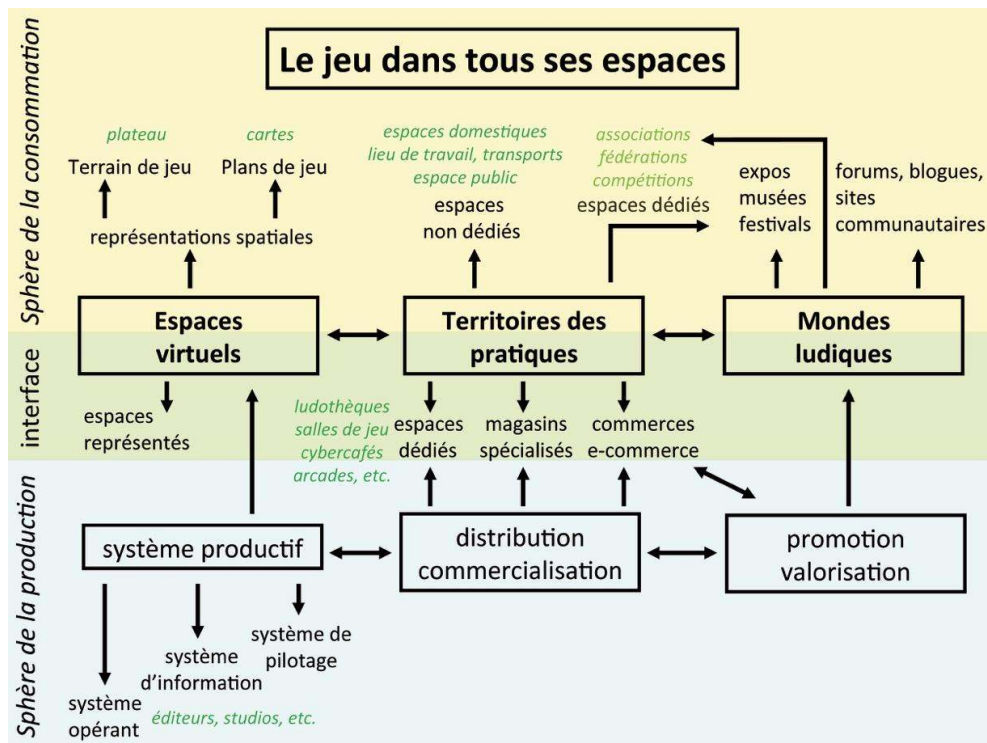 Le jeu dans tous ses espaces
Sphère de la consommation
plateau
Terrain de jeu
cartes
Plans de jeu
représentations spatiales
espaces domestiques
lieu de travail, transports
espace public
espaces
non dédiés
associations
fédérations
compétitions
espaces dédiés
expos
musées
festivals
forums, blogues,
sites
communautaires
Espaces
virtuels
Territoires des
pratiques
Mondes
ludiques
interface
espaces
représentés
ludothèques
salles de jeu
cybercafés
arcades, etc.
espaces
dédiés
magasins
spécialisés
commerces
e-commerce
Sphère de la production
système productif
distribution
commercialisation
promotion
valorisation
système
opérant
système
d'information
système de
pilotage
éditeurs, studios, etc.